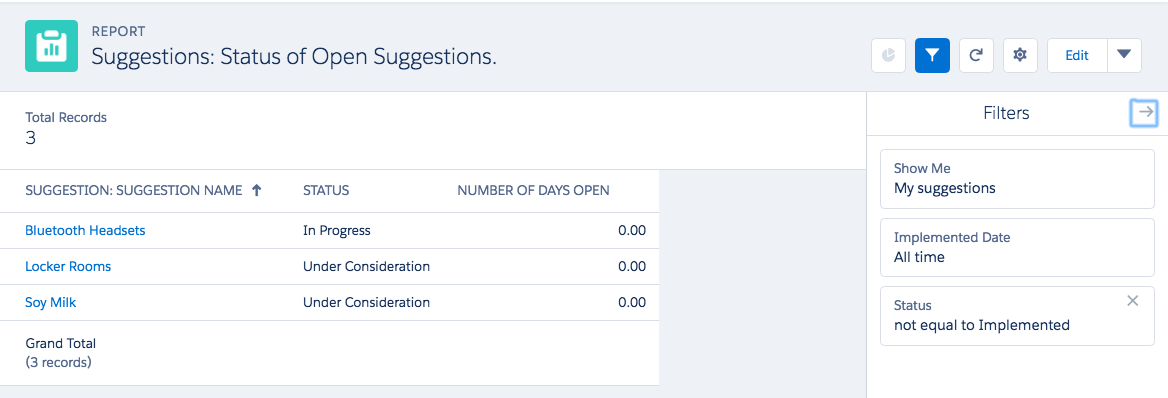 REPORT
Suggestions: Status of Open Suggestions.
Edit
Total Records
3
SUGGESTION: SUGGESTION NAME STATUS NUMBER OF DAYS OPEN
Bluetooth Headsets In Progress 0.00
Locker Rooms Under Consideration 0.00
Soy Milk Under Consideration 0.00
Grand Total
(3 records)
Filters
Show Me
My suggestions
Implemented Date
All time
Status
not equal to Implemented